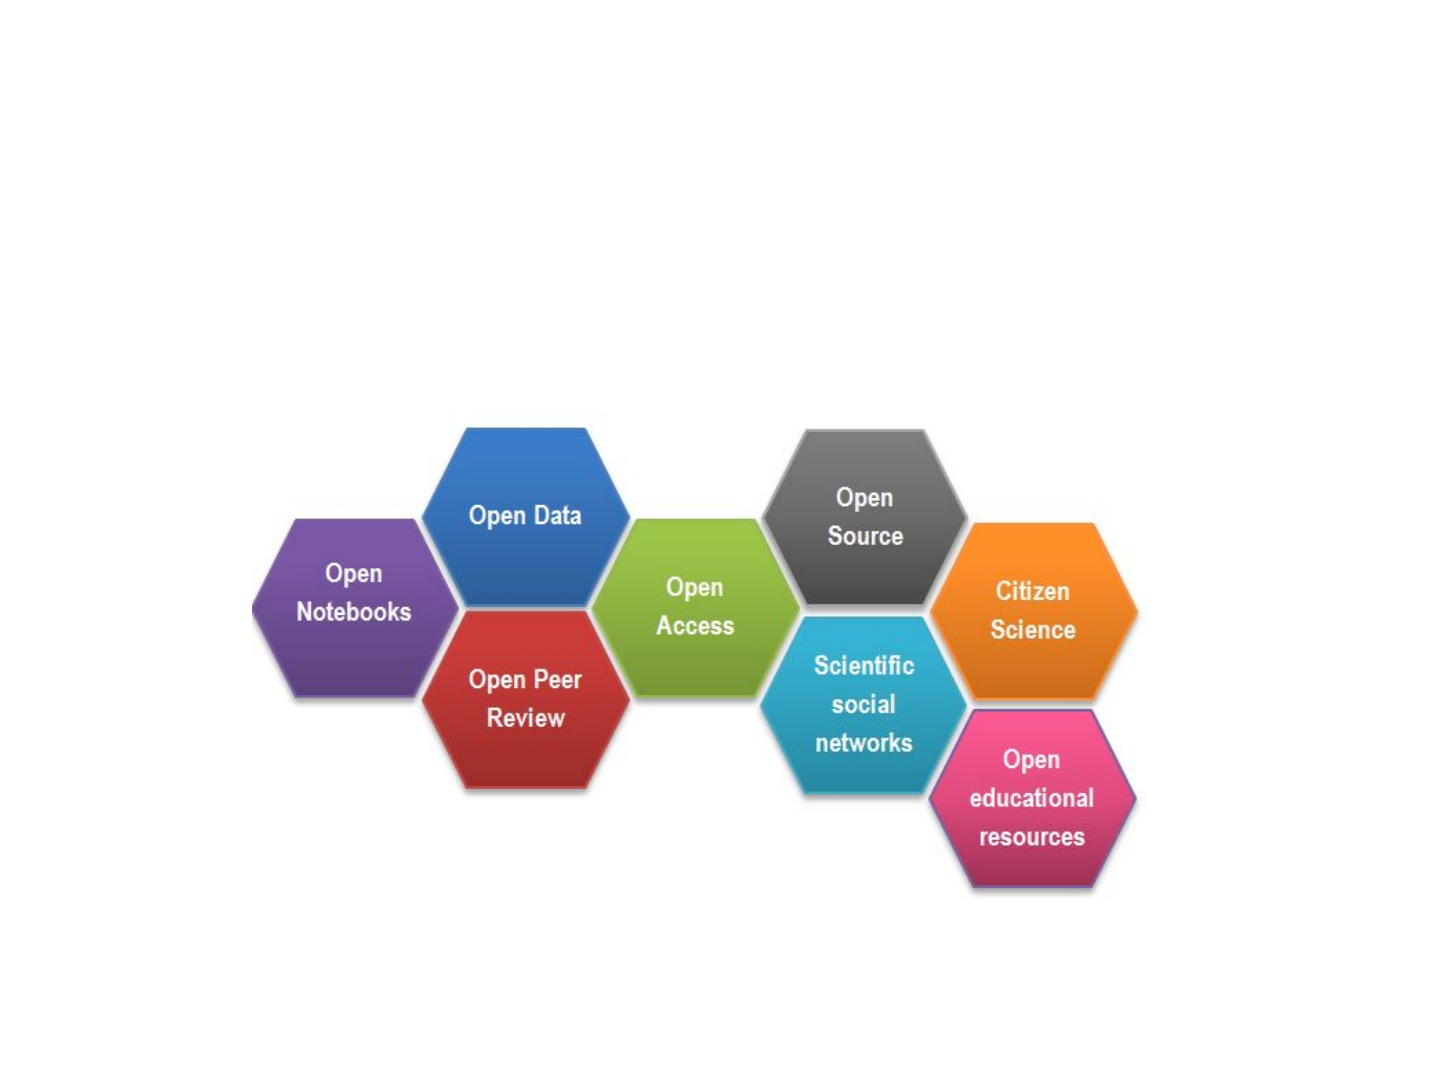 Open
Notebooks
Open Data
Open Peer
Review
Open
Access
Open
Source
Scientific
social
networks
Citizen
Science
Open
educational
resources